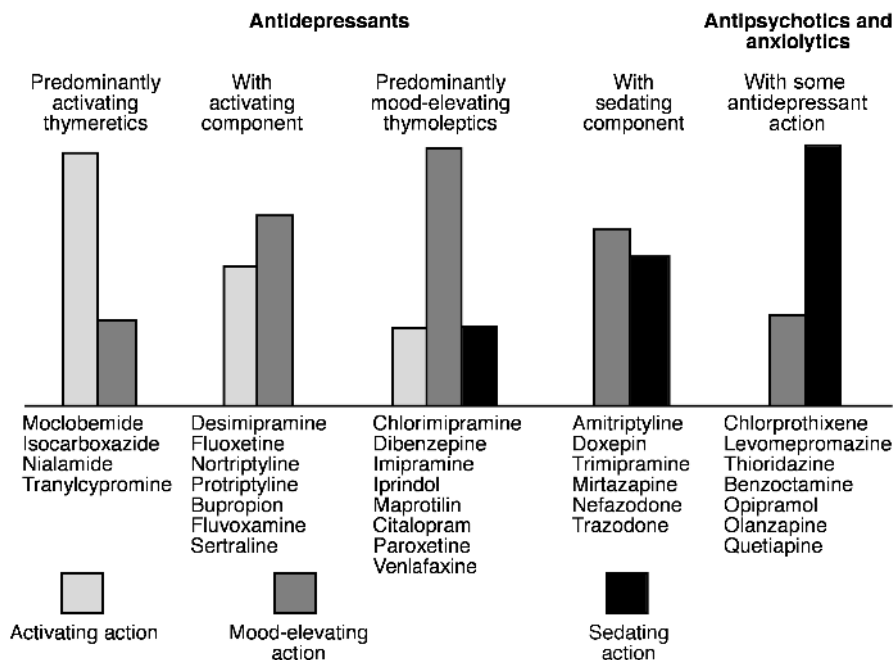 Antidepressants
Antipsychotics and
anxiolytics
Predominantly
activating
thymeretics
With
activating
component
Predominantly
mood-elevating
thymoleptics
With
sedating
component
With some
antidepressant
action
Moclobemide
Isocarboxazide
Nialamide
Tranylcypromine
Desimipramine
Fluoxetine
Nortriptyline
Protriptyline
Bupropion
Fluvoxamine
Sertraline
Chlorimipramine
Dibenzepine
Imipramine
Iprindol
Maprotilin
Citalopram
Paroxetine
Venlafaxine
Amitriptyline
Doxepin
Trimipramine
Mirtazapine
Nefazodone
Trazodone
Chlorprothixene
Levomepromazine
Thioridazine
Benzoctamine
Opipramol
Olanzapine
Quetiapine
Activating action
Mood-elevating
action
Sedating
action